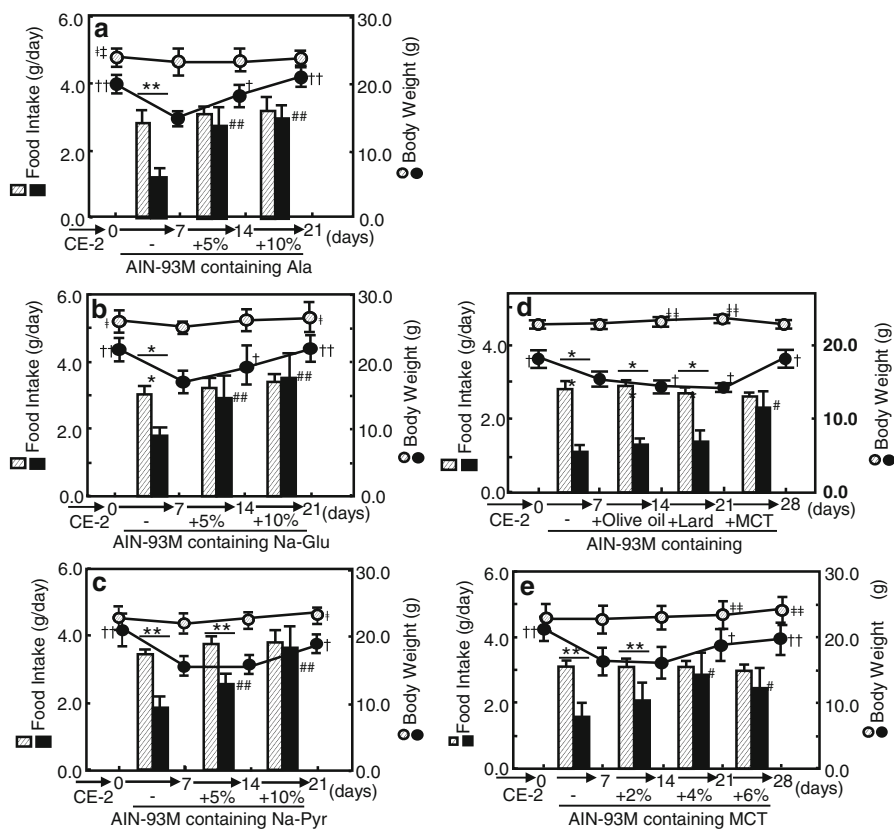 a
Food Intake (g/day)
Body Weight (g)
6.0
4.0
2.0
0.0
30.0
20.0
10.0
0.0
‡‡
††
**
†
††
##
##
0 7 14 21 (days)
CE-2 - +5% +10%
AIN-93M containing Ala
b
Food Intake (g/day)
Body Weight (g)
6.0
4.0
2.0
0.0
30.0
20.0
10.0
0.0
‡
‡
††
*
*
†
††
##
##
0 7 14 21 (days)
CE-2 - +5% +10%
AIN-93M containing Na-Glu
c
Food Intake (g/day)
Body Weight (g)
6.0
4.0
2.0
0.0
30.0
20.0
10.0
0.0
‡
††
**
**
†
##
##
0 7 14 21 (days)
CE-2 - +5% +10%
AIN-93M containing Na-Pyr
d
Food Intake (g/day)
Body Weight (g)
6.0
4.0
2.0
0.0
20.0
10.0
0.0
‡‡
‡‡
†
*
*
*
*
*
*
†
†
†
#
0 7 14 21 28
CE-2 - +Olive oil +Lard +MCT (days)
AIN-93M containing
e
Food Intake (g/day)
Body Weight (g)
6.0
4.0
2.0
0.0
30.0
20.0
10.0
0.0
‡‡
‡‡
††
**
**
†
††
#
#
0 7 14 21 28
CE-2 - +2% +4% +6% (days)
AIN-93M containing MCT